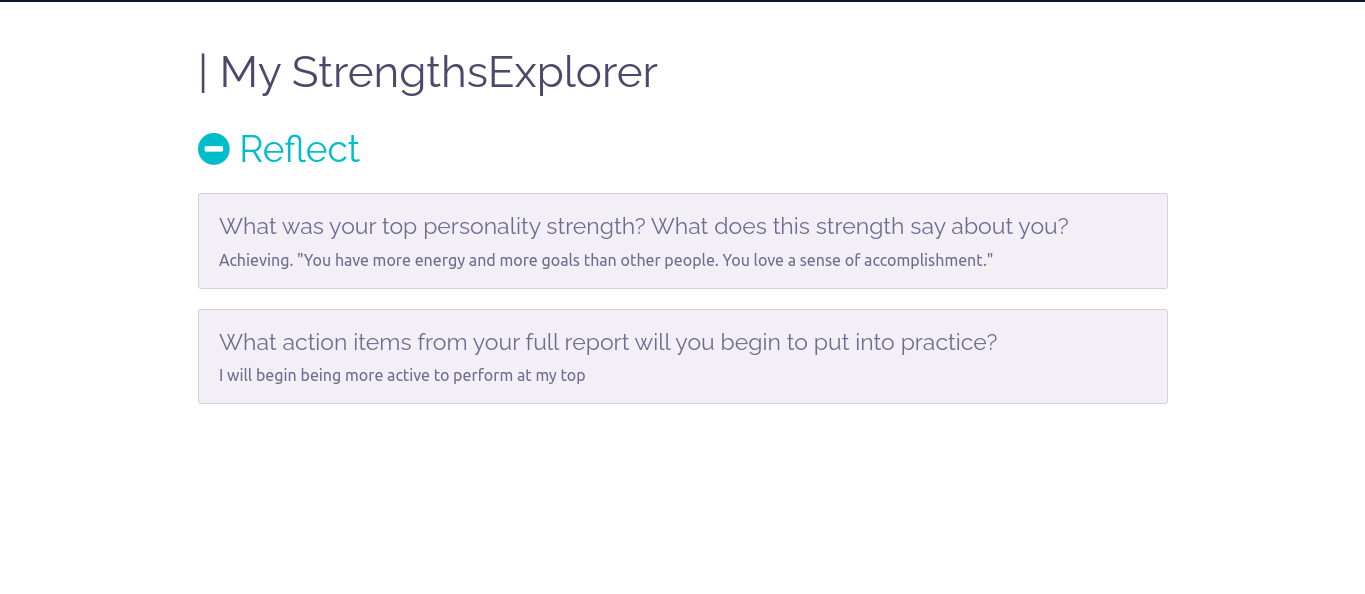 | My StrengthsExplorer
Reflect
What was your top personality strength? What does this strength say about you?
Achieving. "You have more energy and more goals than other people. You love a sense of accomplishment."
What action items from your full report will you begin to put into practice?
I will begin being more active to perform at my top